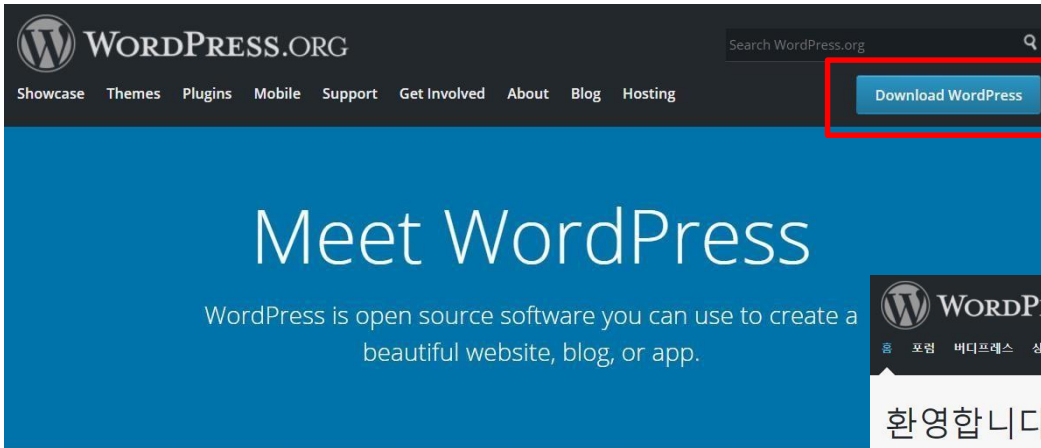 WORDPRESS.ORG
Search WordPress.org
Showcase Themes Plugins Mobile Support Get Involved About Blog Hosting
Download WordPress
Meet WordPress
WordPress is open source software you can use to create a
beautiful website, blog, or app.
WORDP
홈 포럼 버디프레스
환영합니다